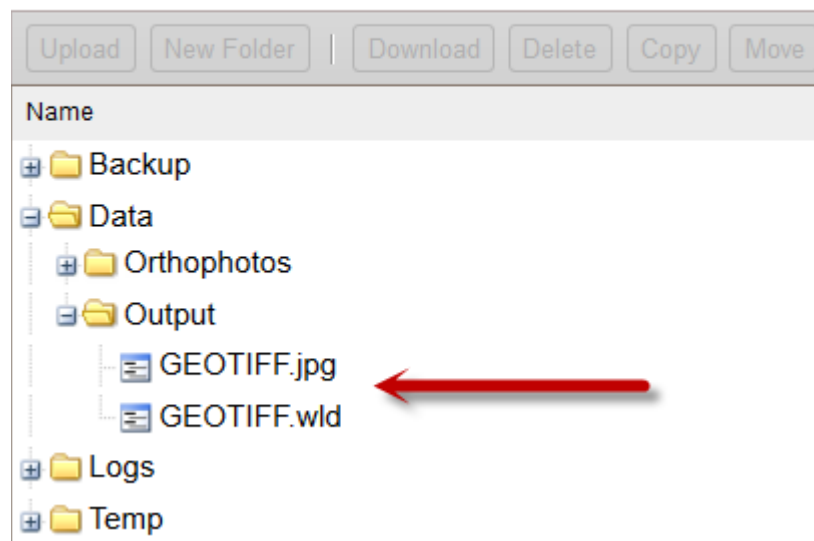 Upload New Folder | Download Delete Copy Move
Name
Backup
Data
Orthophotos
Output
GEOTIFF.jpg
GEOTIFF.wld
Logs
Temp